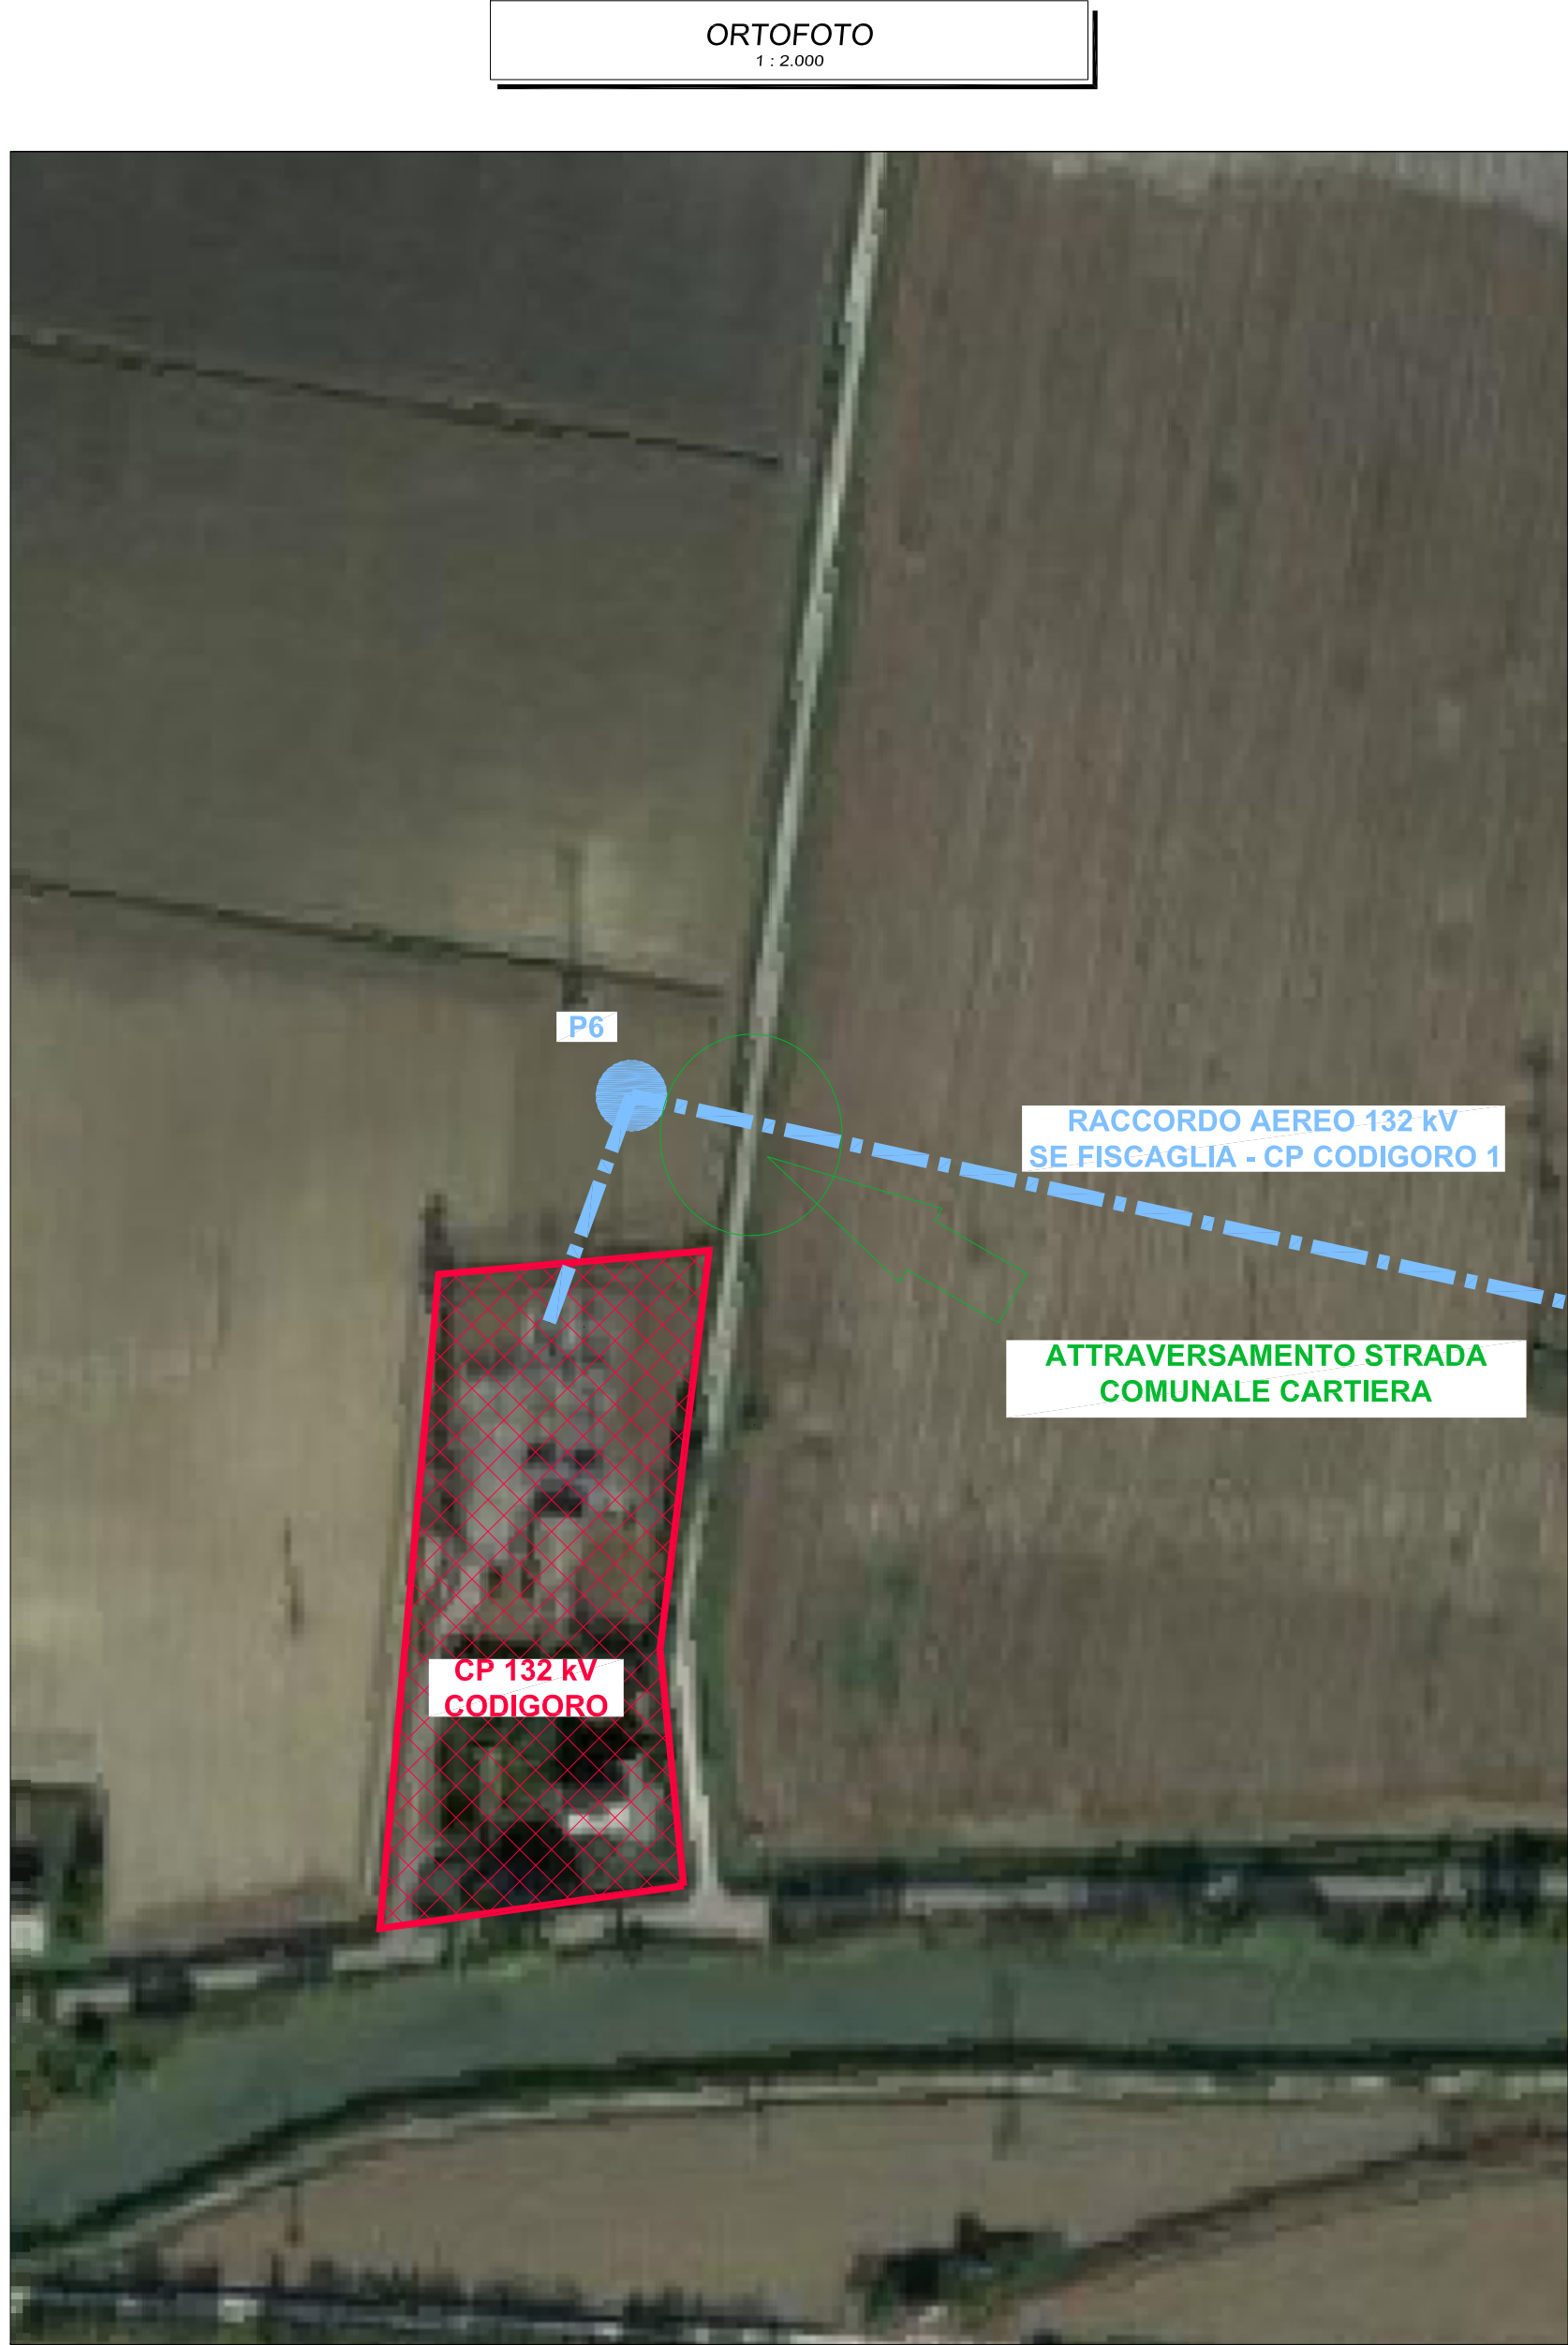 ORTOFOTO
1 : 2.000
P6
RACCORDO AEREO 132 kV
SE FISCAGLIA - CP CODIGORO 1
ATTRAVERSAMENTO STRADA
COMUNALE CARTIERA
CP 132 kV
CODIGORO